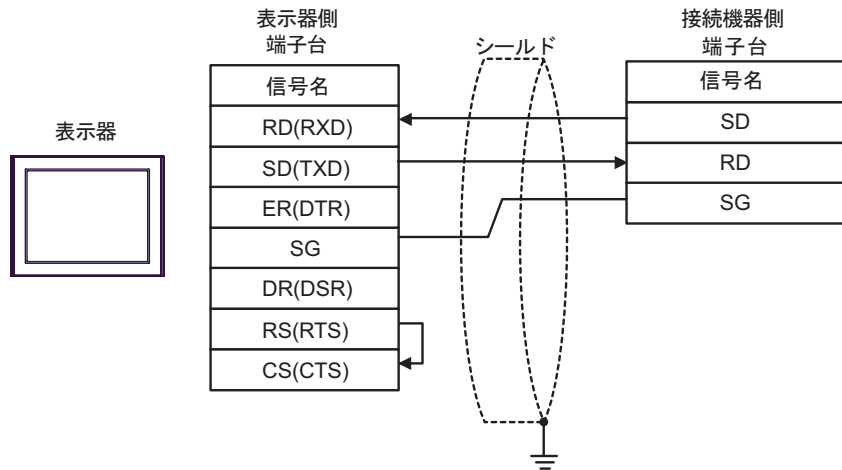 表示器側
端子台
接続機器側
端子台
シールド
表示器
信号名
RD(RXD)
SD(TXD)
ER(DTR)
SG
DR(DSR)
RS(RTS)
CS(CTS)
信号名
SD
RD
SG